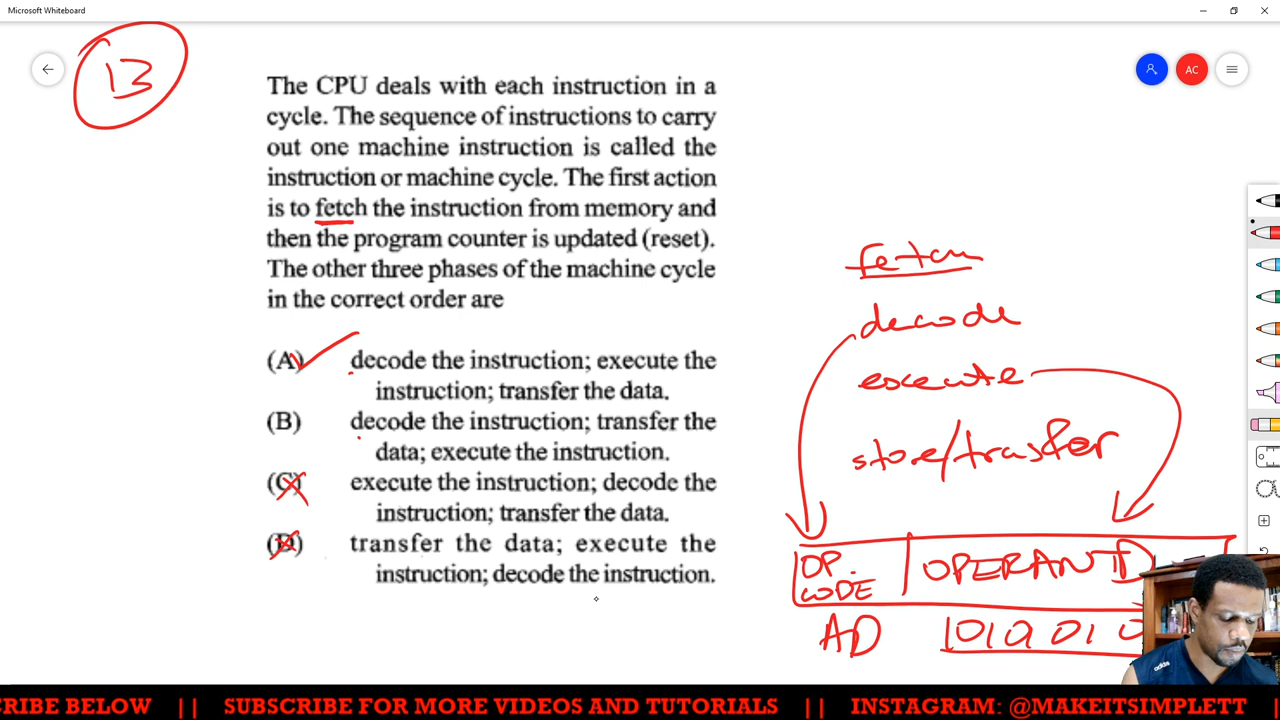 Microsoft Whiteboard
13
AC
The CPU deals with each instruction in a
cycle. The sequence of instructions to carry
out one machine instruction is called the
instruction or machine cycle. The first action
is to fetch the instruction from memory and
then the program counter is updated (reset).
The other three phases of the machine cycle
in the correct order are
(A) decode the instruction; execute the
instruction; transfer the data.
(B) decode the instruction; transfer the
data; execute the instruction.
(C) execute the instruction; decode the
instruction; transfer the data.
(D) transfer the data; execute the
instruction; decode the instruction.
fetch
decode
execute
store/transfer
OP. CODE OPERAND
AD
RIBE BELOW || SUBSCRIBE FOR MORE VIDEOS AND TUTORIALS || INSTAGRAM: @MAKEITSIMPLETT ||